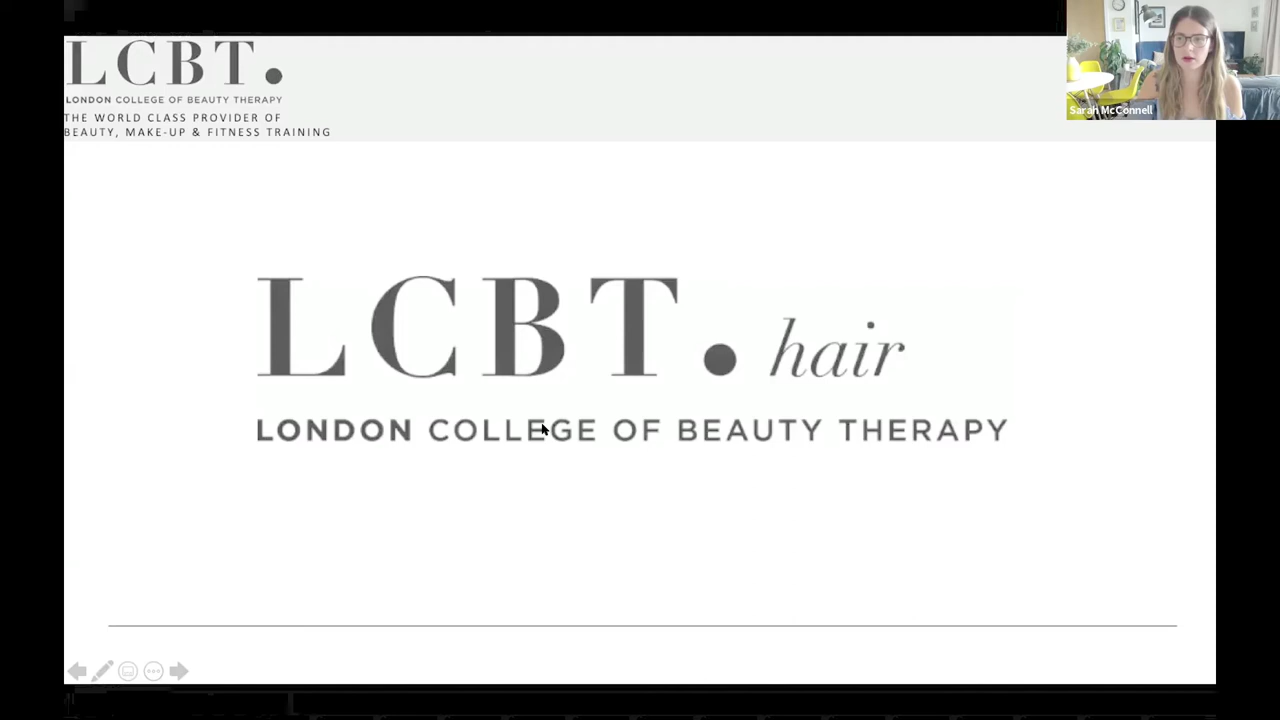 LCBT.
LONDON COLLEGE OF BEAUTY THERAPY
THE WORLD CLASS PROVIDER OF
BEAUTY, MAKE-UP & FITNESS TRAINING
Sarah McConnell
LCBT. hair
LONDON COLLEGE OF BEAUTY THERAPY